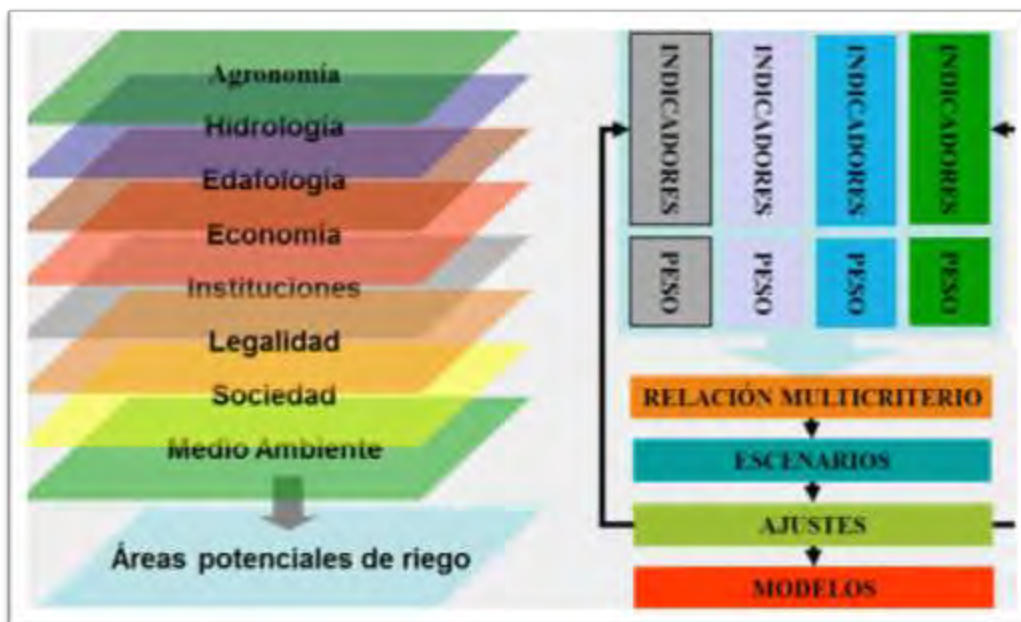 Agronomía
Hidrología
Edafología
Economía
Instituciones
Legalidad
Sociedad
Medio Ambiente
Áreas potenciales de riego
INDICADORES
INDICADORES
INDICADORES
INDICADORES
PESO
PESO
PESO
PESO
RELACIÓN MULTICRITERIO
ESCENARIOS
AJUSTES
MODELOS